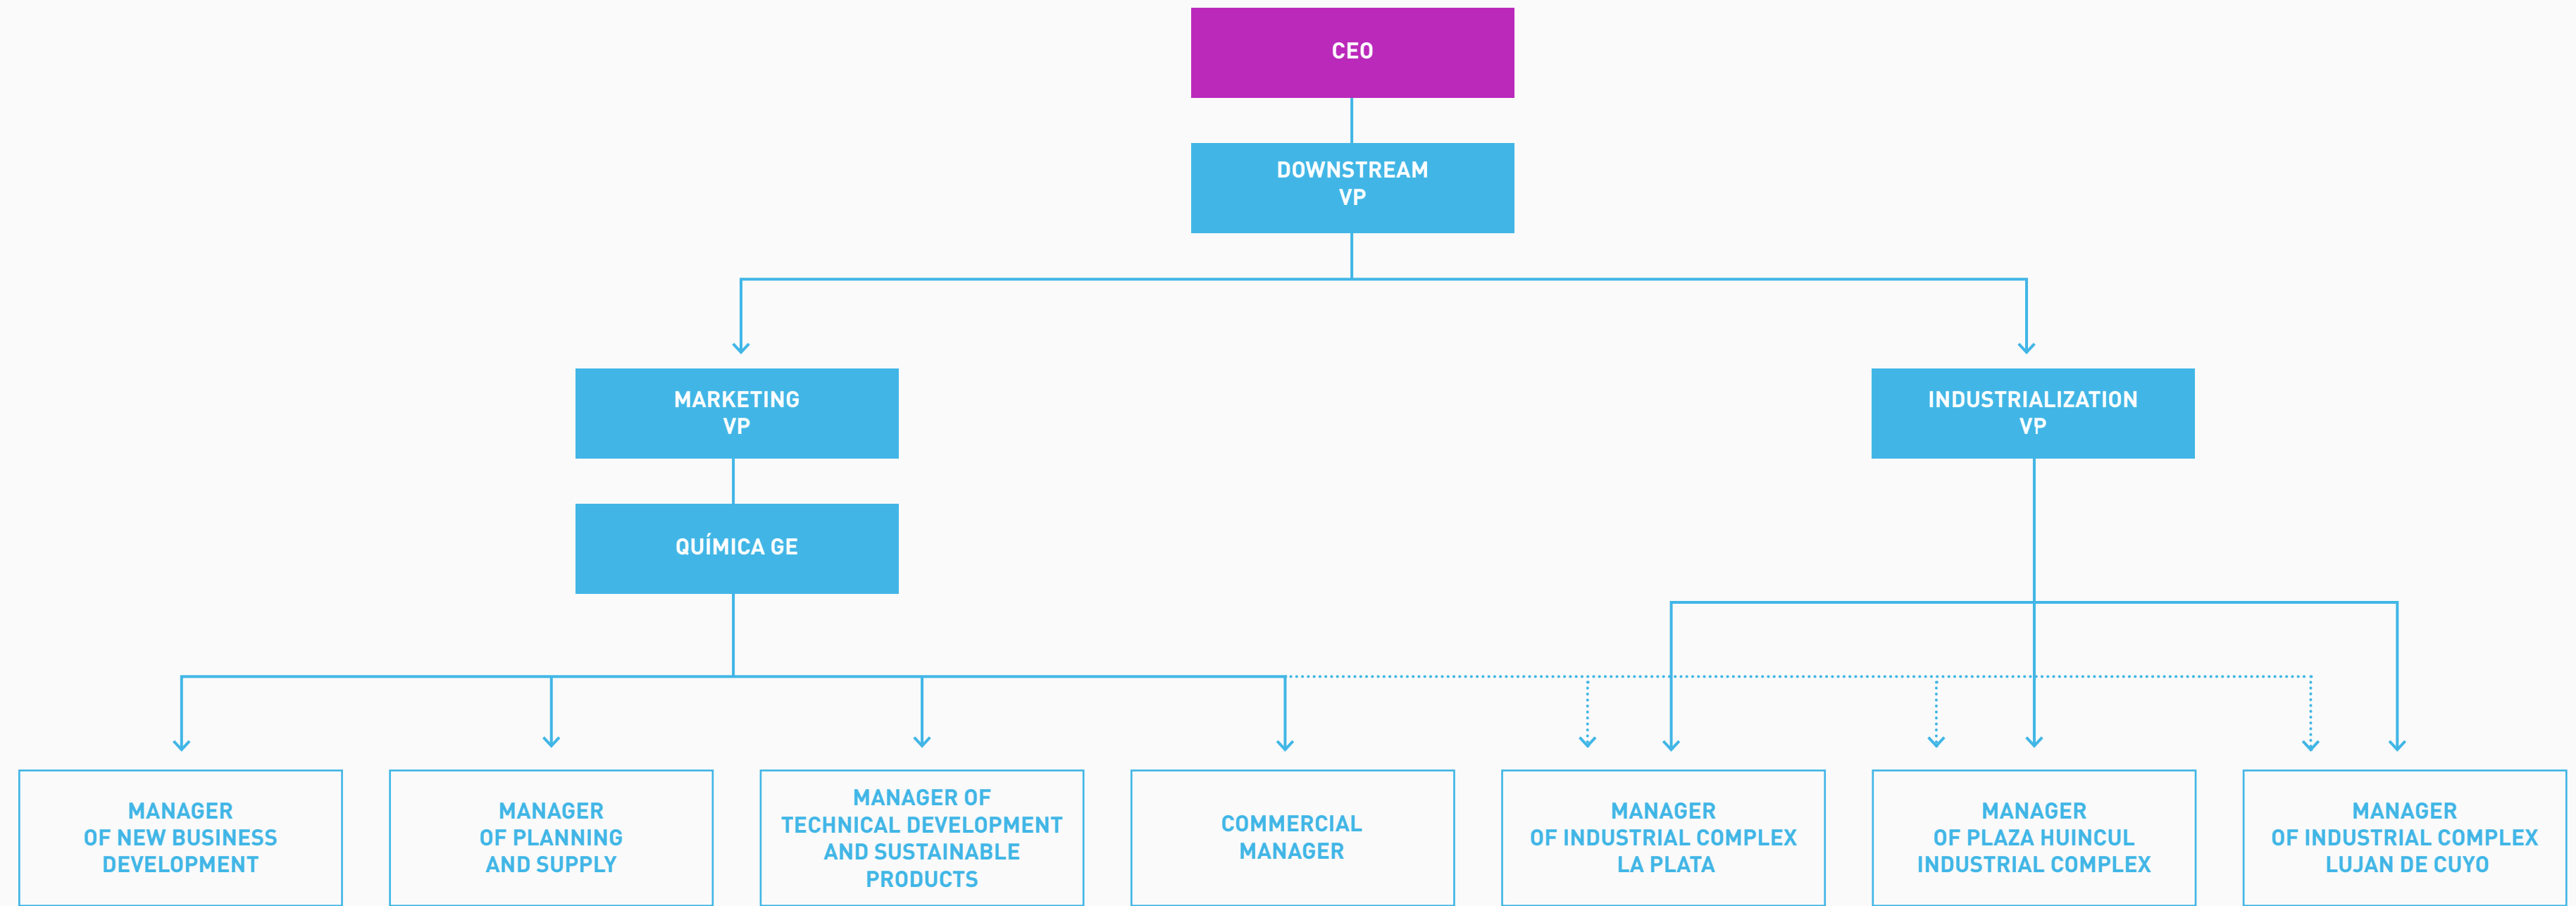 CEO
DOWNSTREAM
VP
MARKETING
VP
INDUSTRIALIZATION
VP
QUÍMICA GE
MANAGER
OF NEW BUSINESS
DEVELOPMENT
MANAGER
OF PLANNING
AND SUPPLY
MANAGER OF
TECHNICAL DEVELOPMENT
AND SUSTAINABLE
PRODUCTS
COMMERCIAL
MANAGER
MANAGER
OF INDUSTRIAL COMPLEX
LA PLATA
MANAGER
OF PLAZA HUINCUL
INDUSTRIAL COMPLEX
MANAGER
OF INDUSTRIAL COMPLEX
LUJAN DE CUYO